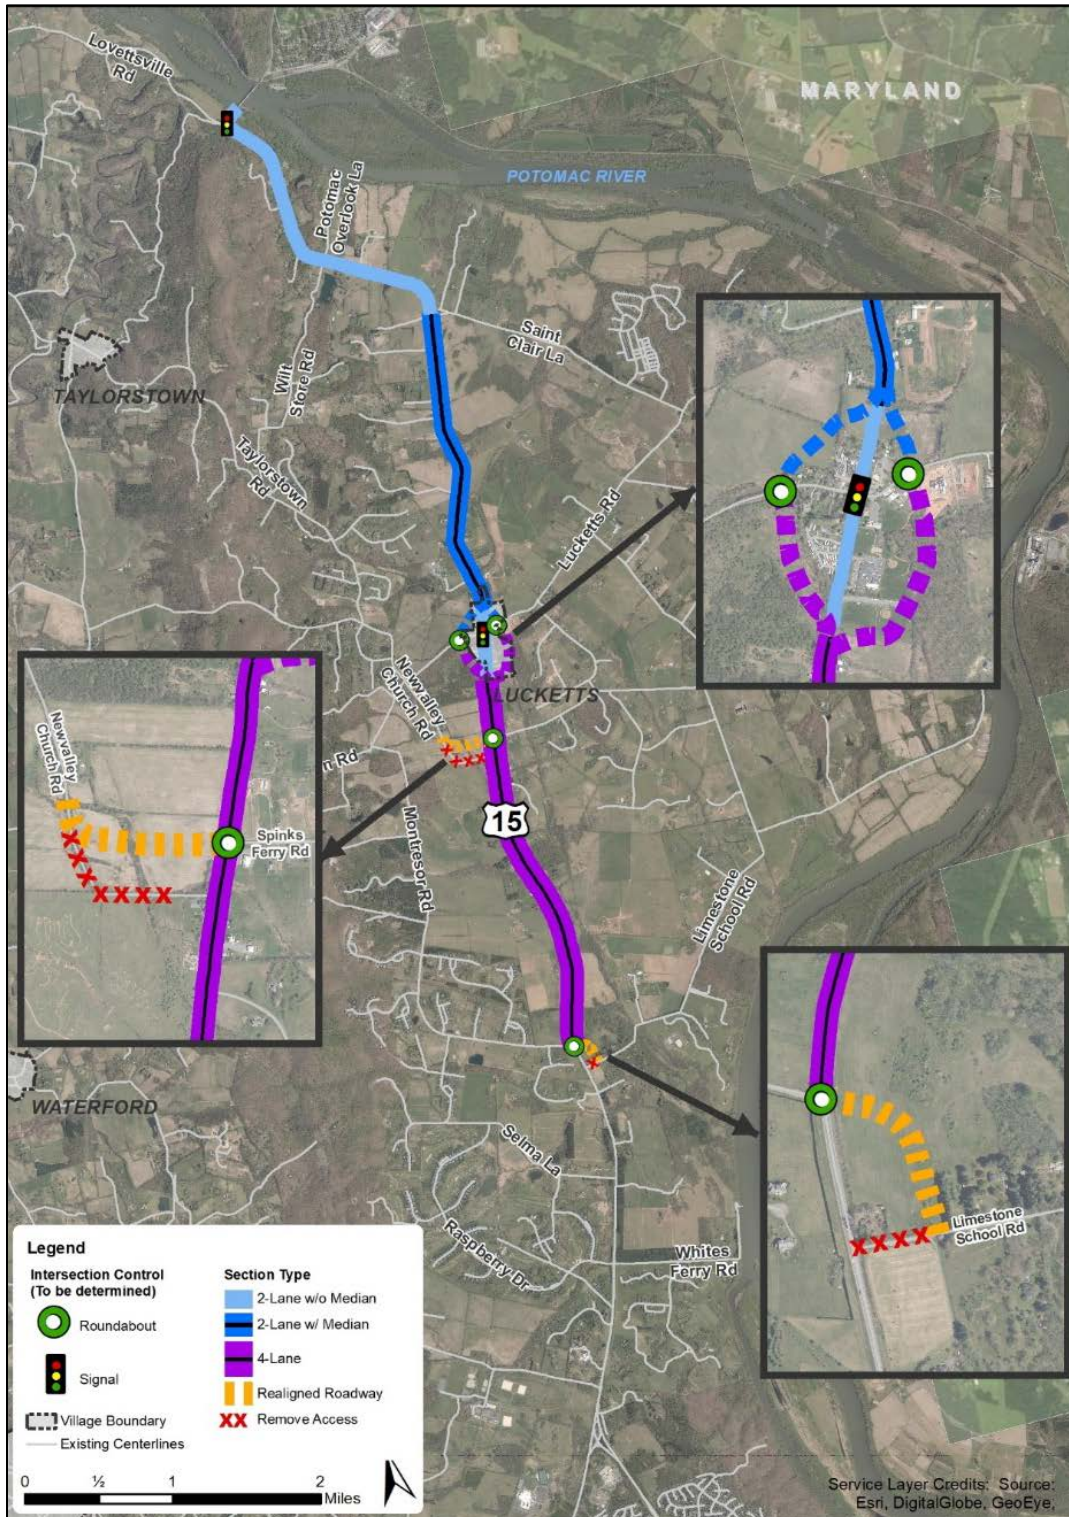 Lovettsville
Rd
MARYLAND
POTOMAC RIVER
Potomac
Overlook La
Saint
Clair La
TAYLORSTOWN
Wilt
Store Rd
Taylorstown
Rd
Lucketts Rd
LUCKETTS
Newvalley
Church Rd
n Rd
Newvalley
Church Rd
Spinks
Ferry Rd
15
Montresor Rd
Limestone
School Rd
WATERFORD
Selma La
Limestone
School Rd
Raspberry Dr
Whites
Ferry Rd
Legend
Intersection Control
(To be determined)
Roundabout
Signal
Village Boundary
Existing Centerlines
Section Type
2-Lane w/o Median
2-Lane w/ Median
4-Lane
Realigned Roadway
XX Remove Access
0 ½ 1 2
Miles
Service Layer Credits: Source:
Esri, DigitalGlobe, GeoEye,